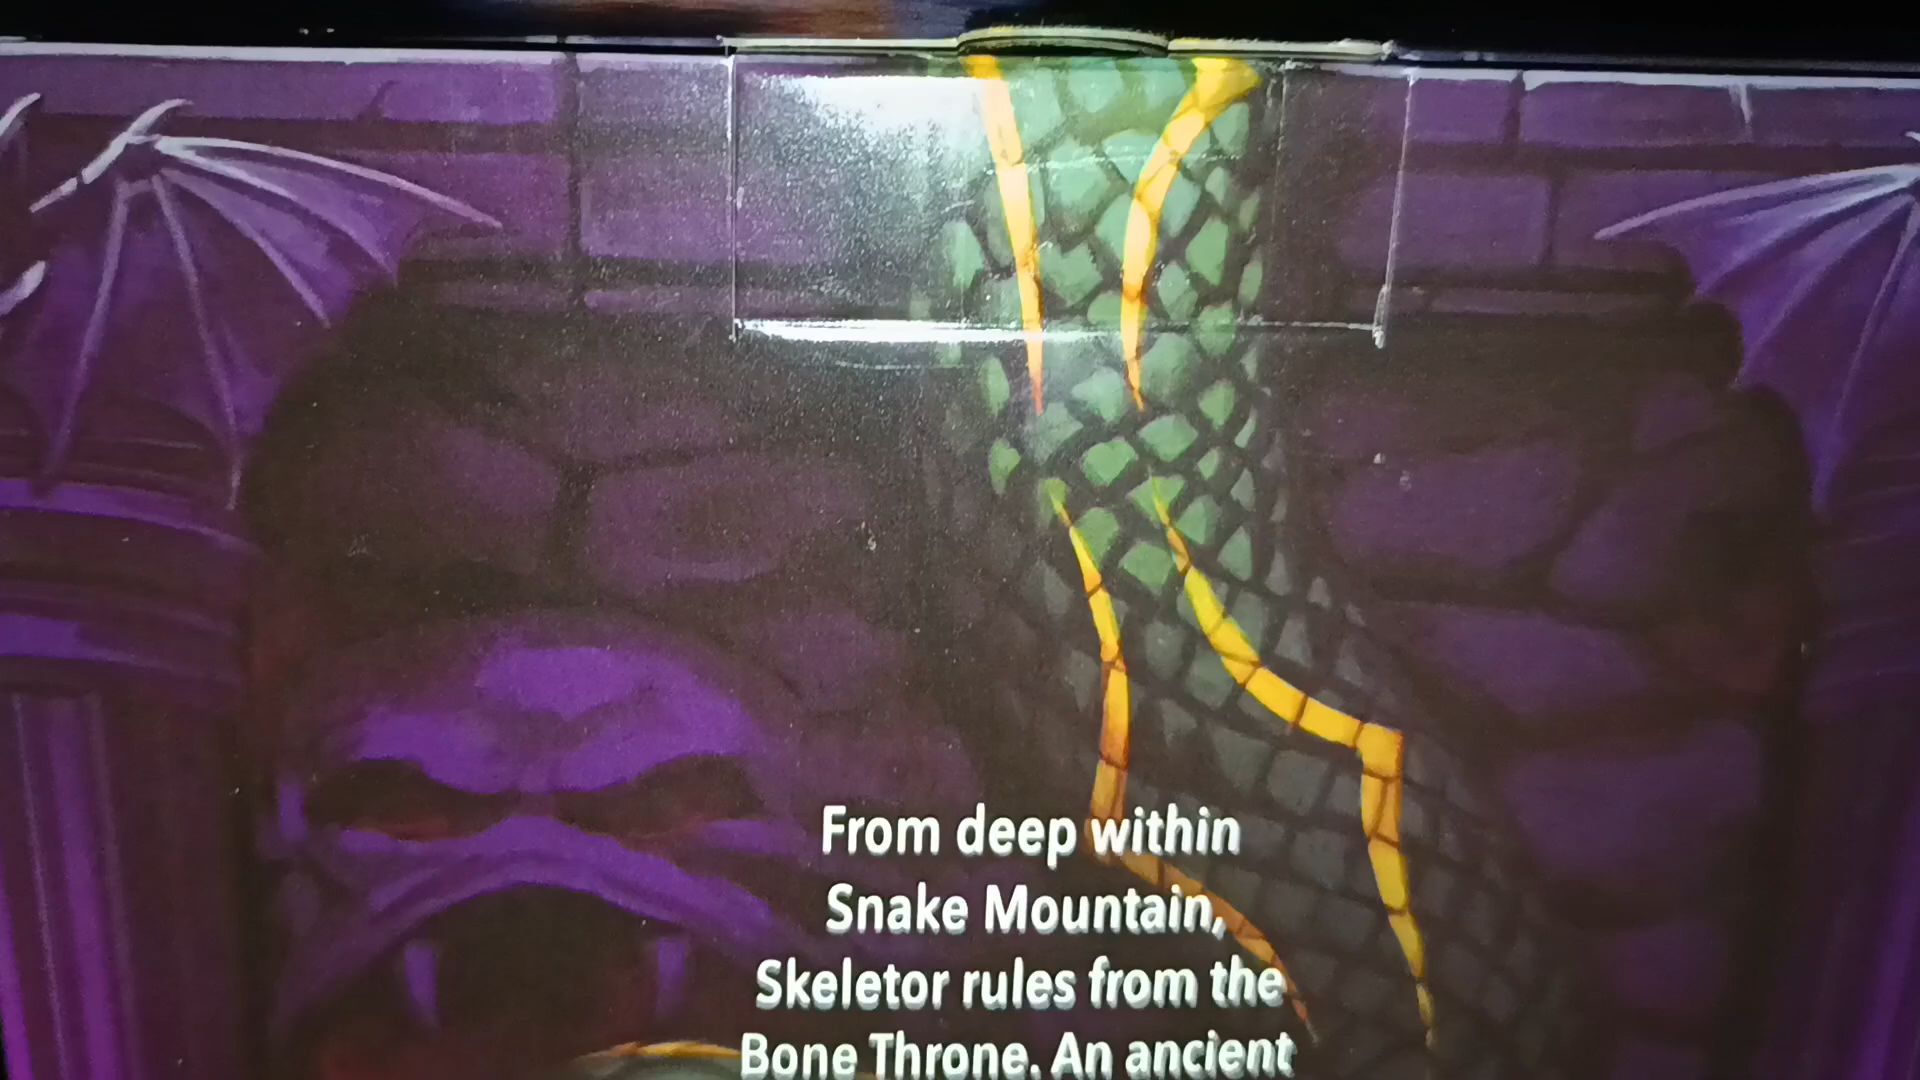 From deep within
Snake Mountain,
Skeletor rules from the
Bone Throne. An ancient